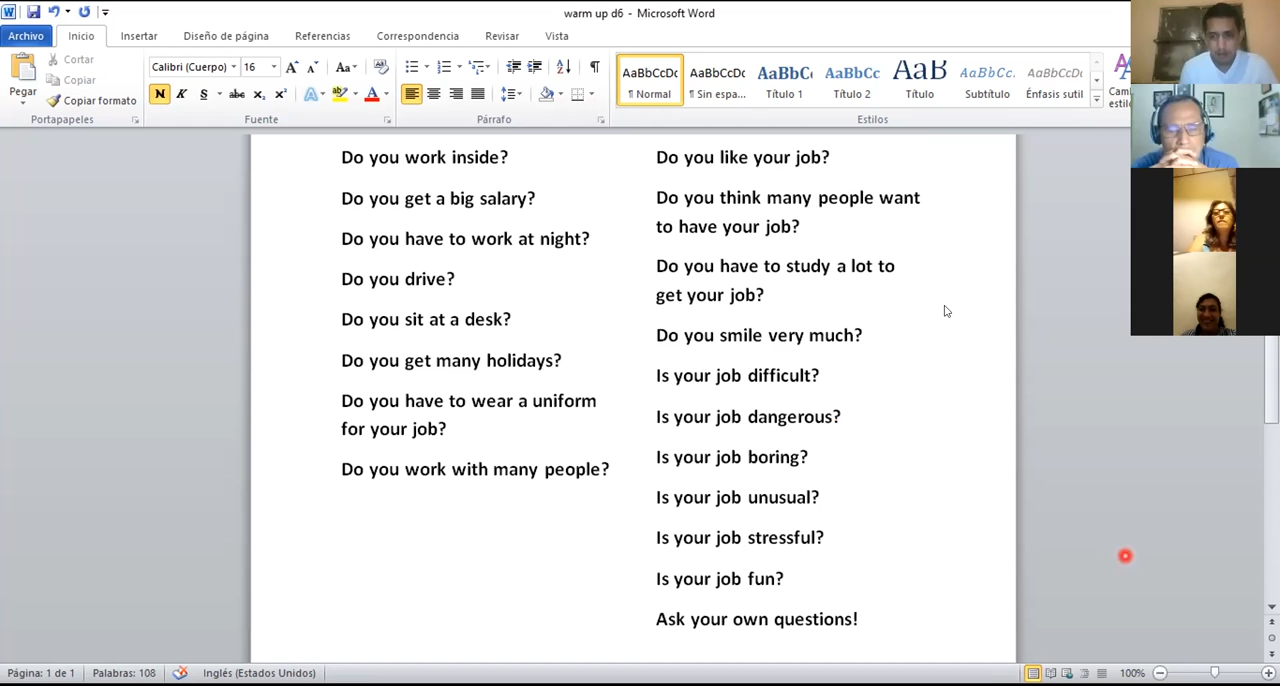 warm up d6 - Microsoft Word
Archivo Inicio Insertar Diseño de página Referencias Correspondencia Revisar Vista
Pegar
Cortar
Copiar
Copiar formato
Portapapeles
Calibri (Cuerpo) 16
N K S abc x₂ x²
Fuente
Párrafo
AaBbCcDc AaBbCcDc AaBbC AaBbCc AaB AaBbCc. AaBbCcDc
¶ Normal ¶ Sin espa... Título 1 Título 2 Título Subtítulo Énfasis sutil
Estilos
Do you work inside?
Do you get a big salary?
Do you have to work at night?
Do you drive?
Do you sit at a desk?
Do you get many holidays?
Do you have to wear a uniform
for your job?
Do you work with many people?
Do you like your job?
Do you think many people want
to have your job?
Do you have to study a lot to
get your job?
Do you smile very much?
Is your job difficult?
Is your job dangerous?
Is your job boring?
Is your job unusual?
Is your job stressful?
Is your job fun?
Ask your own questions!
Página: 1 de 1 Palabras: 108 Inglés (Estados Unidos) 100%